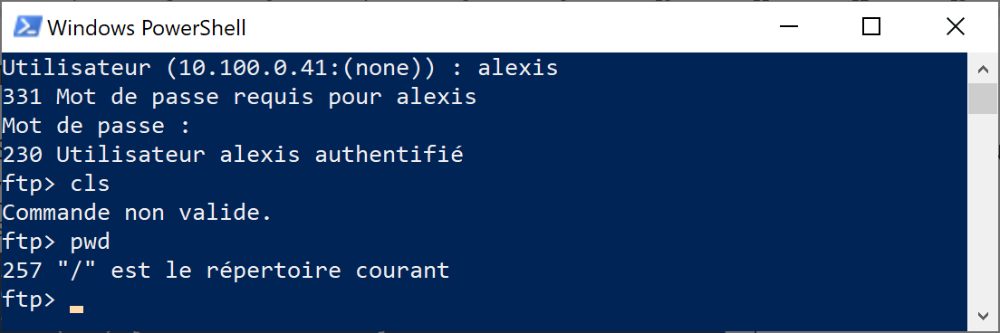 Windows PowerShell
Utilisateur (10.100.0.41:(none)) : alexis
331 Mot de passe requis pour alexis
Mot de passe :
230 Utilisateur alexis authentifié
ftp> cls
Commande non valide.
ftp> pwd
257 "/" est le répertoire courant
ftp>